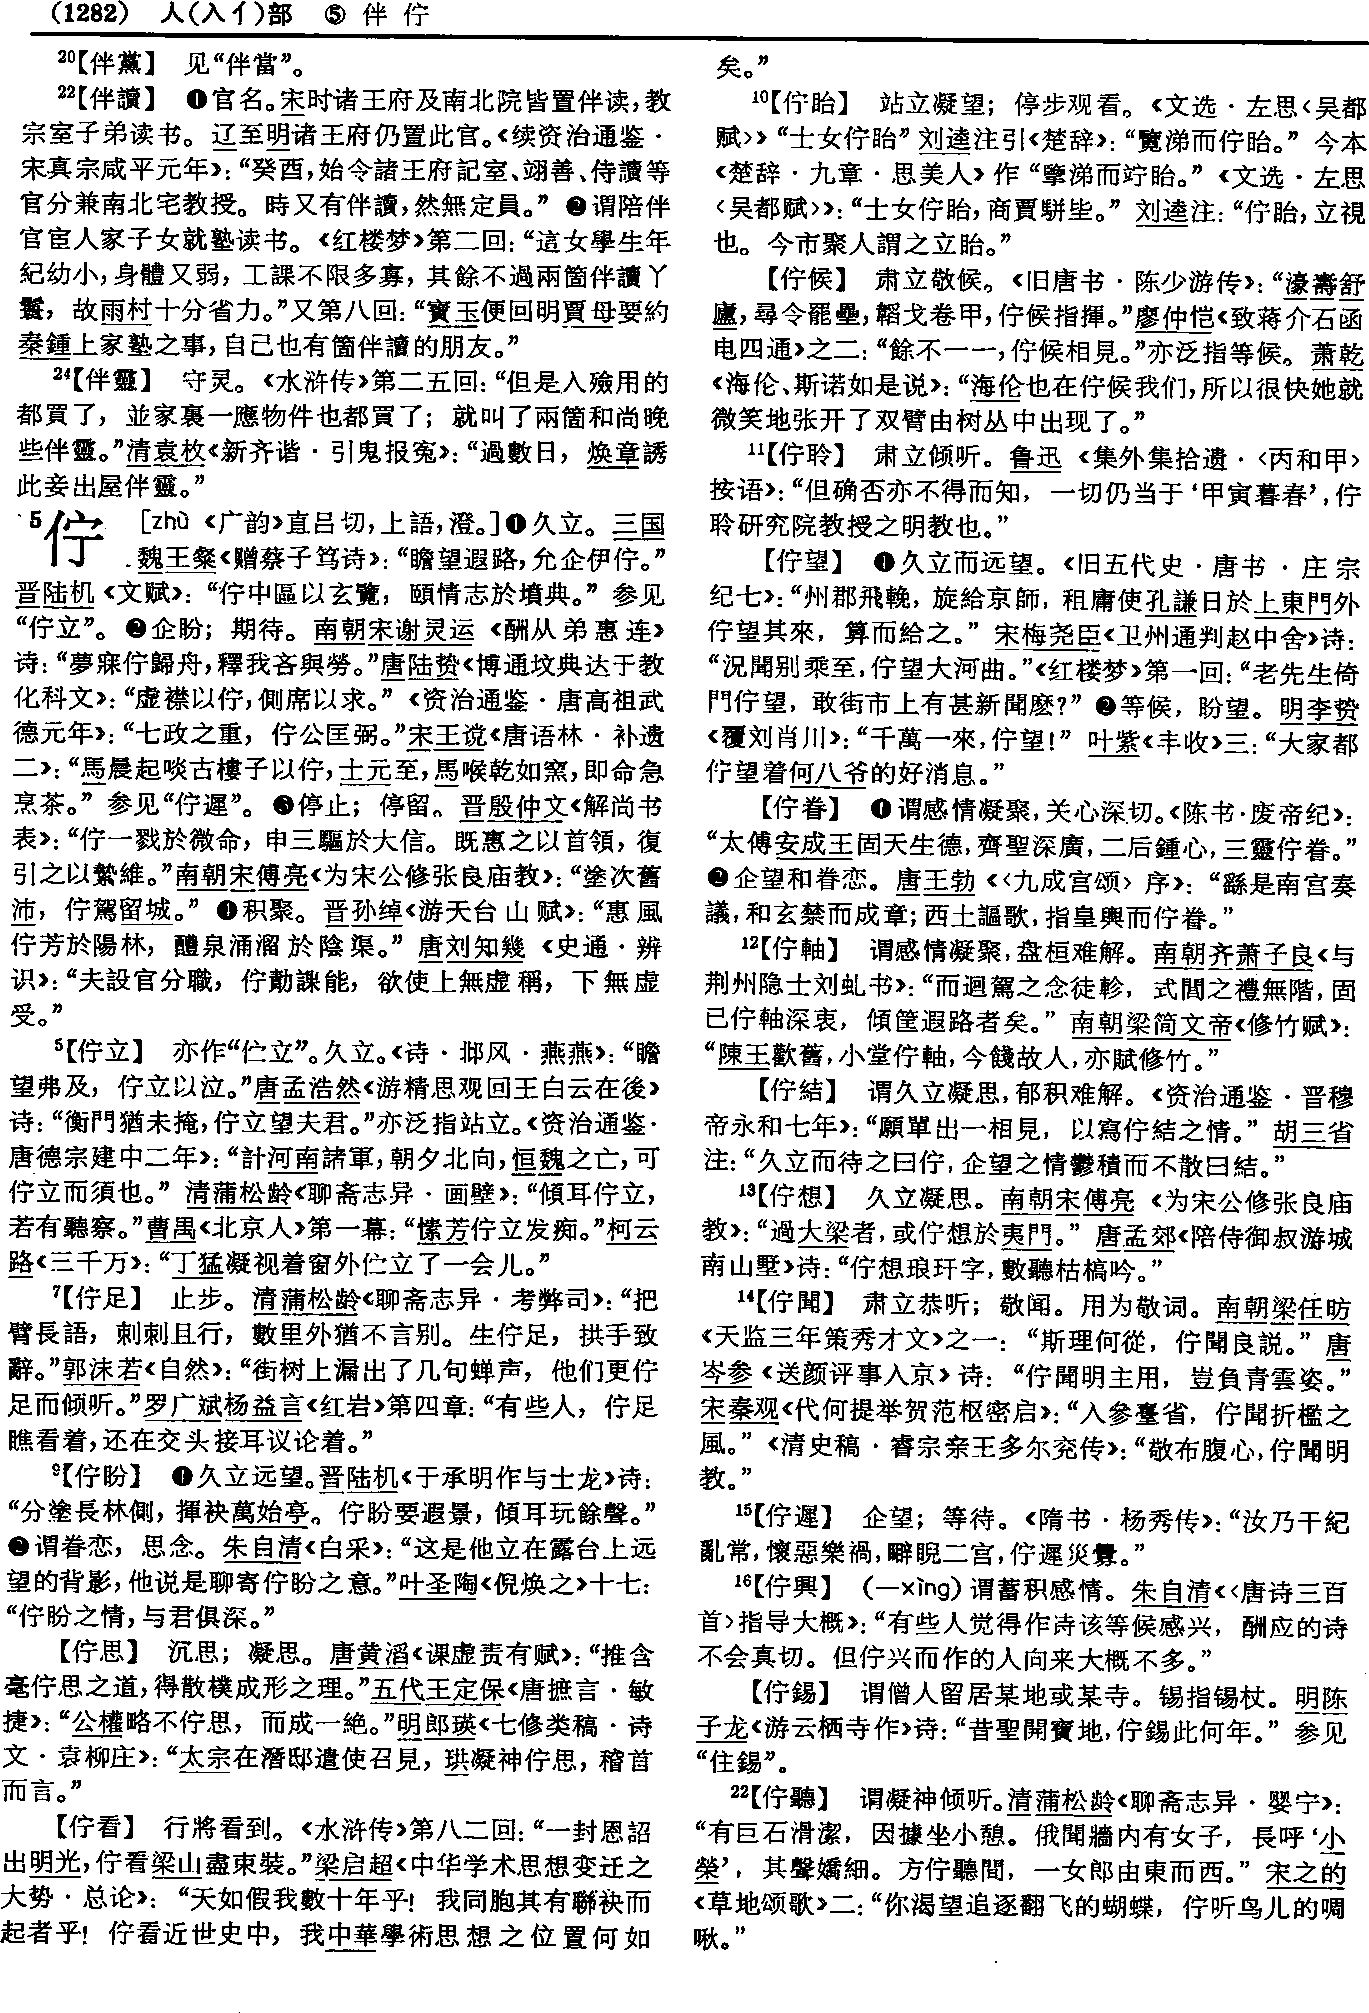 (1282) 人(入亻)部 ⑤ 伴 佇
20【伴黨】 见“伴當”。
22【伴讀】 ❶官名。宋时诸王府及南北院皆置伴读，教
宗室子弟读书。辽至明诸王府仍置此官。《续资治通鉴·
宋真宗咸平元年》：“癸酉，始令諸王府記室、翊善、侍讀等
官分兼南北宅教授。時又有伴讀，然無定員。” ❷谓陪伴
官宦人家子女就塾读书。《红楼梦》第二回：“這女學生年
紀幼小，身體又弱，工課不限多寡，其餘不過兩箇伴讀丫
鬟，故雨村十分省力。”又第八回：“寶玉便回明賈母要約
秦鍾上家塾之事，自己也有箇伴讀的朋友。”
24【伴靈】 守灵。《水浒传》第二五回：“但是入殮用的
都買了，並家裏一應物件也都買了；就叫了兩箇和尚晚
些伴靈。”清袁枚《新齐谐·引鬼报冤》：“過數日，焕章誘
此妾出屋伴靈。”
5佇 [zhù《广韵》直吕切，上語，澄。]❶久立。三国
魏王粲《赠蔡子笃诗》：“瞻望遐路，允企伊佇。”
晋陆机《文赋》：“佇中區以玄覽，頤情志於墳典。” 参见
“佇立”。❷企盼；期待。南朝宋谢灵运《酬从弟惠连》
诗：“夢寐佇歸舟，釋我吝與勞。”唐陆贽《博通坟典达于教
化科文》：“虚襟以佇，側席以求。”《资治通鉴·唐高祖武
德元年》：“七政之重，佇公匡弼。”宋王谠《唐语林·补遗
二》：“馬晨起啖古樓子以佇，士元至，馬喉乾如窯，即命急
烹茶。” 参见“佇遲”。❸停止；停留。晋殷仲文《解尚书
表》：“佇一戮於微命，申三驅於大信。既惠之以首領，復
引之以縶維。”南朝宋傅亮《为宋公修张良庙教》：“塗次舊
沛，佇駕留城。” ❹积聚。晋孙绰《游天台山赋》：“惠風
佇芳於陽林，醴泉涌溜於陰渠。” 唐刘知幾《史通·辨
识》：“夫設官分職，佇勣課能，欲使上無虚稱，下無虚
受。”
5【佇立】 亦作“伫立”。久立。《诗·邶风·燕燕》：“瞻
望弗及，佇立以泣。”唐孟浩然《游精思观回王白云在後》
诗：“衡門猶未掩，佇立望夫君。”亦泛指站立。《资治通鉴·
唐德宗建中二年》：“計河南諸軍，朝夕北向，恒魏之亡，可
佇立而須也。” 清蒲松龄《聊斋志异·画壁》：“傾耳佇立，
若有聽察。”曹禺《北京人》第一幕：“愫芳佇立发痴。”柯云
路《三千万》：“丁猛凝视着窗外伫立了一会儿。”
7【佇足】 止步。清蒲松龄《聊斋志异·考弊司》：“把
臂長語，刺刺且行，數里外猶不言别。生佇足，拱手致
辭。”郭沫若《自然》：“街树上漏出了几句蝉声，他们更佇
足而倾听。”罗广斌杨益言《红岩》第四章：“有些人，佇足
瞧看着，还在交头接耳议论着。”
9【佇盼】 ❶久立远望。晋陆机《于承明作与士龙》诗：
“分塗長林側，揮袂萬始亭。佇盼要遐景，傾耳玩餘聲。”
❷谓眷恋，思念。朱自清《白采》：“这是他立在露台上远
望的背影，他说是聊寄佇盼之意。”叶圣陶《倪焕之》十七：
“佇盼之情，与君俱深。”
【佇思】 沉思；凝思。唐黄滔《课虚责有赋》：“推含
毫佇思之道，得散樸成形之理。”五代王定保《唐摭言·敏
捷》：“公權略不佇思，而成一絶。”明郎瑛《七修类稿·诗
文·袁柳庄》：“太宗在潛邸遣使召見，珙凝神佇思，稽首
而言。”
【佇看】 行將看到。《水浒传》第八二回：“一封恩詔
出明光，佇看梁山盡束裝。”梁启超《中华学术思想变迁之
大势·总论》：“天如假我數十年乎！我同胞其有聯袂而
起者乎！佇看近世史中，我中華學術思想之位置何如
矣。”
10【佇眙】 站立凝望；停步观看。《文选·左思〈吴都
赋〉》“士女佇眙”刘逵注引《楚辞》：“覽涕而佇眙。” 今本
《楚辞·九章·思美人》作“擥涕而竚眙。”《文选·左思
〈吴都赋〉》：“士女佇眙，商賈駢坒。” 刘逵注：“佇眙，立視
也。今市聚人謂之立眙。”
【佇候】 肃立敬候。《旧唐书·陈少游传》：“濠壽舒
廬，尋令罷壘，韜戈卷甲，佇候指揮。”廖仲恺《致蒋介石函
电四通》之二：“餘不一一，佇候相見。”亦泛指等候。萧乾
《海伦、斯诺如是说》：“海伦也在佇候我们，所以很快她就
微笑地张开了双臂由树丛中出现了。”
11【佇聆】 肃立倾听。鲁迅《集外集拾遗·〈丙和甲〉
按语》：“但确否亦不得而知，一切仍当于‘甲寅暮春’，佇
聆研究院教授之明教也。”
【佇望】 ❶久立而远望。《旧五代史·唐书·庄宗
纪七》：“州郡飛輓，旋給京師，租庸使孔謙日於上東門外
佇望其來，算而給之。” 宋梅尧臣《卫州通判赵中舍》诗：
“況聞别乘至，佇望大河曲。”《红楼梦》第一回：“老先生倚
門佇望，敢街市上有甚新聞麽？” ❷等候，盼望。明李贽
《覆刘肖川》：“千萬一來，佇望！” 叶紫《丰收》三：“大家都
佇望着何八爷的好消息。”
【佇眷】 ❶谓感情凝聚，关心深切。《陈书·废帝纪》：
“太傅安成王固天生德，齊聖深廣，二后鍾心，三靈佇眷。”
❷企望和眷恋。唐王勃《〈九成宫颂〉序》：“繇是南宫奏
議，和玄禁而成章；西土謳歌，指皇輿而佇眷。”
12【佇軸】 谓感情凝聚，盘桓难解。南朝齐萧子良《与
荆州隐士刘虬书》：“而迴駕之念徒軫，式閭之禮無階，固
已佇軸深衷，傾筐遐路者矣。” 南朝梁简文帝《修竹赋》：
“陳王歡舊，小堂佇軸，今餞故人，亦賦修竹。”
【佇結】 谓久立凝思，郁积难解。《资治通鉴·晋穆
帝永和七年》：“願單出一相見，以寫佇結之情。” 胡三省
注：“久立而待之曰佇，企望之情鬱積而不散曰結。”
13【佇想】 久立凝思。南朝宋傅亮《为宋公修张良庙
教》：“過大梁者，或佇想於夷門。” 唐孟郊《陪侍御叔游城
南山墅》诗：“佇想琅玕字，數聽枯槁吟。”
14【佇聞】 肃立恭听；敬闻。用为敬词。南朝梁任昉
《天监三年策秀才文》之一：“斯理何從，佇聞良説。” 唐
岑参《送颜评事入京》诗：“佇聞明主用，豈負青雲姿。”
宋秦观《代何提举贺范枢密启》：“入參臺省，佇聞折檻之
風。”《清史稿·睿宗亲王多尔衮传》：“敬布腹心，佇聞明
教。”
15【佇遲】 企望；等待。《隋书·杨秀传》：“汝乃干紀
亂常，懷惡樂禍，睥睨二宫，佇遲災釁。”
16【佇興】 (—xìng) 谓蓄积感情。朱自清《〈唐诗三百
首〉指导大概》：“有些人觉得作诗该等候感兴，酬应的诗
不会真切。但佇兴而作的人向来大概不多。”
【佇錫】 谓僧人留居某地或某寺。锡指锡杖。明陈
子龙《游云栖寺作》诗：“昔聖開寶地，佇錫此何年。” 参见
“住錫”。
22【佇聽】 谓凝神倾听。清蒲松龄《聊斋志异·婴宁》：
“有巨石滑潔，因據坐小憩。俄聞牆内有女子，長呼‘小
榮’，其聲嬌細。方佇聽間，一女郎由東而西。” 宋之的
《草地颂歌》二：“你渴望追逐翻飞的蝴蝶，佇听鸟儿的啁
啾。”